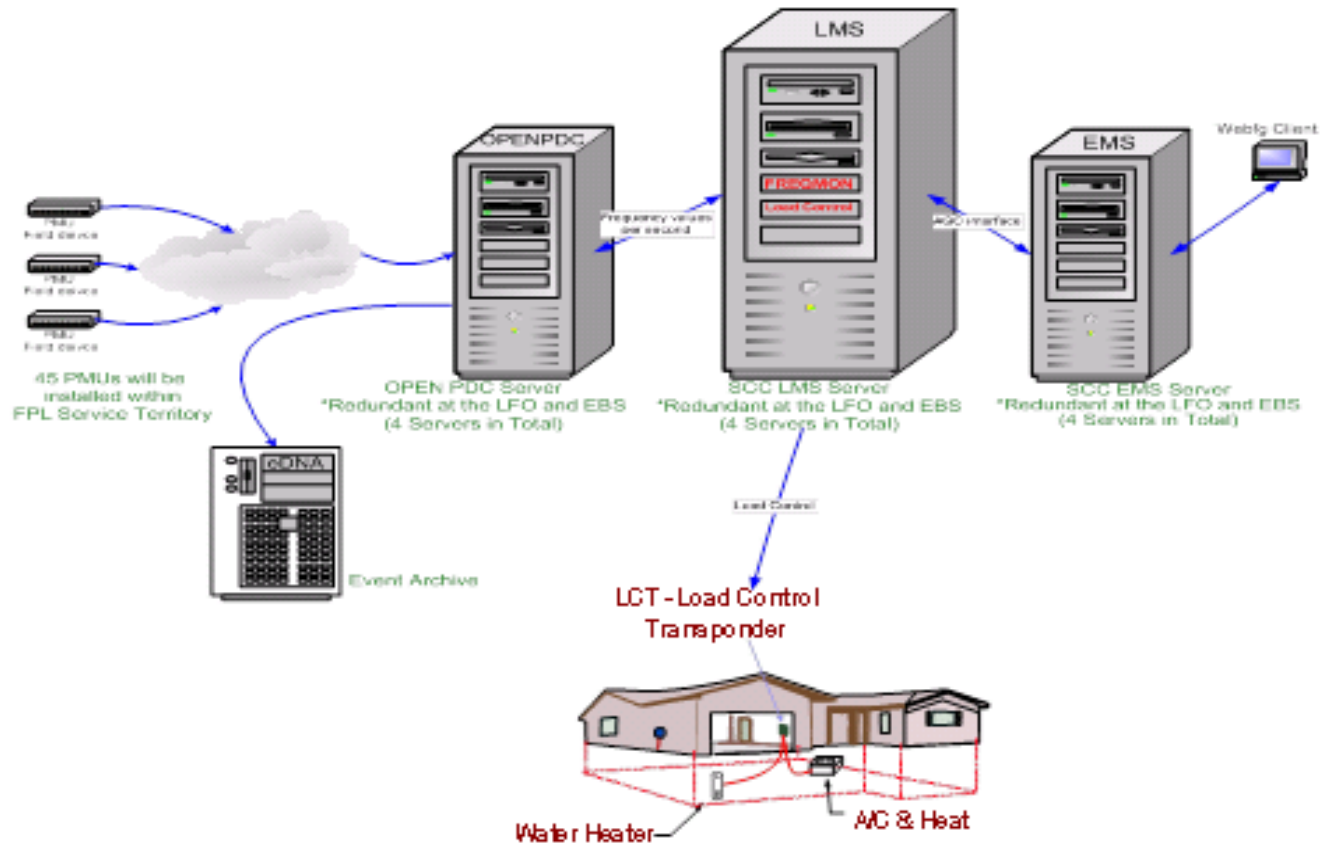 LMS
OPENPDC
EMS
Webfg Client
FREQMON
Load Control
PMU
Field device
PMU
Field device
PMU
Field device
Frequency values
per second
AGC interface
45 PMUs will be
installed within
FPL Service Territory
OPEN PDC Server
*Redundant at the LFO and EBS
(4 Servers in Total)
SCC LMS Server
*Redundant at the LFO and EBS
(4 Servers in Total)
SCC EMS Server
*Redundant at the LFO and EBS
(4 Servers in Total)
eDNA
Event Archive
Load Control
LCT - Load Control
Transponder
Water Heater
A/C & Heat